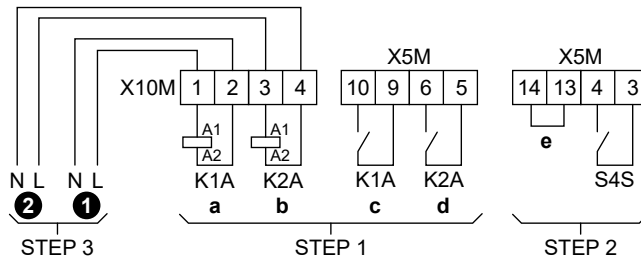 X5M X5M
X10M 1 2 3 4 10 9 6 5 14 13 4 3
A1 A1
A2 A2
e
N L N L K1A K2A K1A K2A S4S
2 1 a b c d
STEP 3 STEP 1 STEP 2